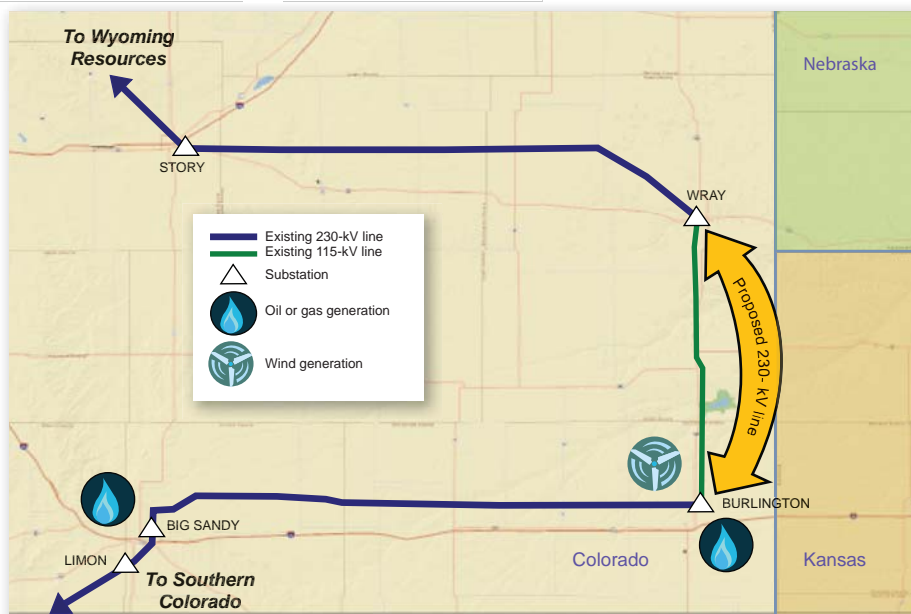 To Wyoming
Resources
Nebraska
STORY
WRAY
Existing 230-kV line
Existing 115-kV line
Substation
Oil or gas generation
Wind generation
Proposed 230- kV line
BURLINGTON
BIG SANDY
LIMON
Colorado
Kansas
To Southern
Colorado